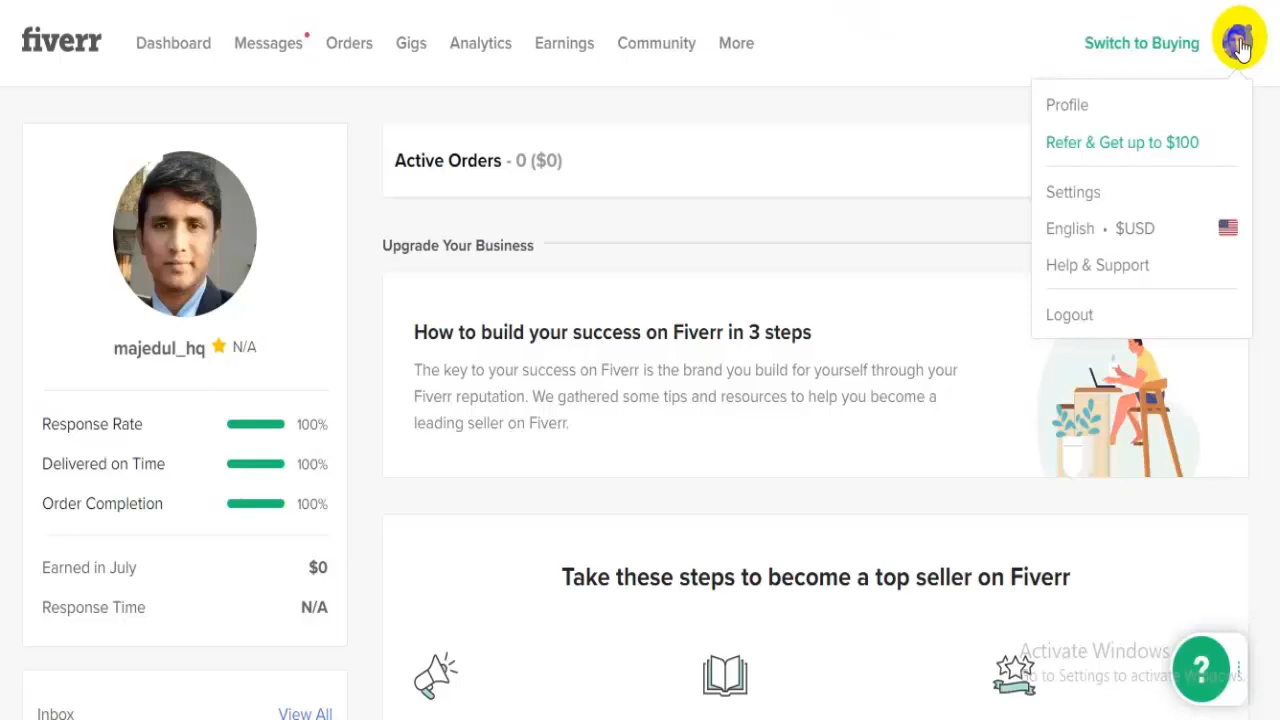 fiverr Dashboard Messages Orders Gigs Analytics Earnings Community More Switch to Buying
Profile
Refer & Get up to $100
Settings
English • $USD
Help & Support
Logout
majedul_hq N/A
Response Rate 100%
Delivered on Time 100%
Order Completion 100%
Earned in July $0
Response Time N/A
Inbox View All
Active Orders - 0 ($0)
Upgrade Your Business
How to build your success on Fiverr in 3 steps
The key to your success on Fiverr is the brand you build for yourself through your
Fiverr reputation. We gathered some tips and resources to help you become a
leading seller on Fiverr.
Take these steps to become a top seller on Fiverr
Activate Windows
Go to Settings to activate Windows.
?